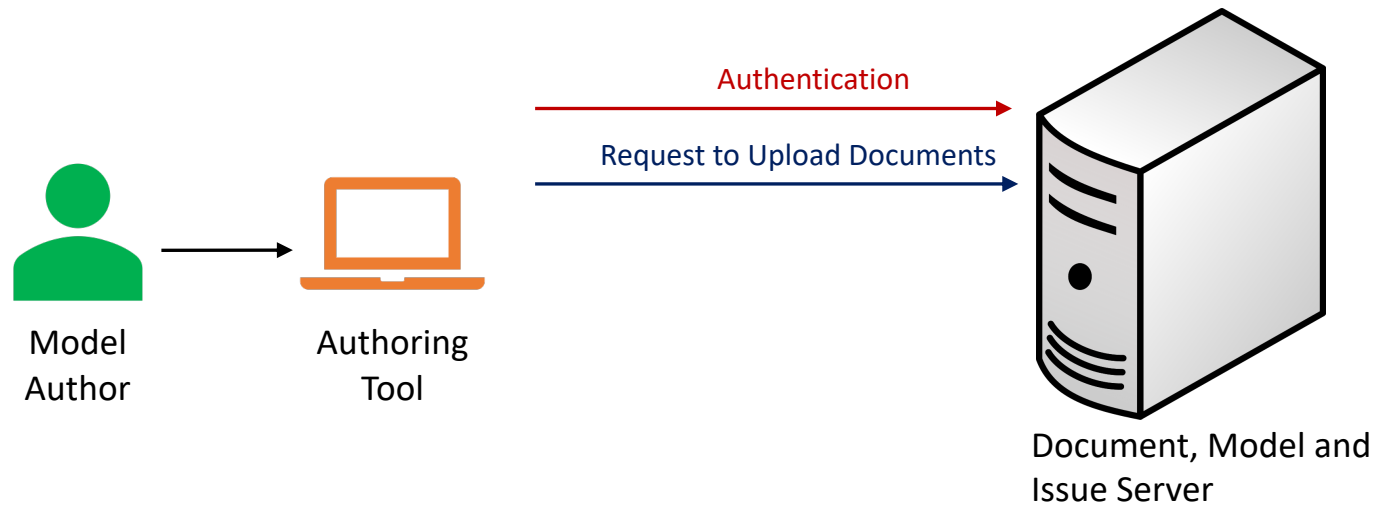 Authentication
Request to Upload Documents
Model
Author
Authoring
Tool
Document, Model and
Issue Server